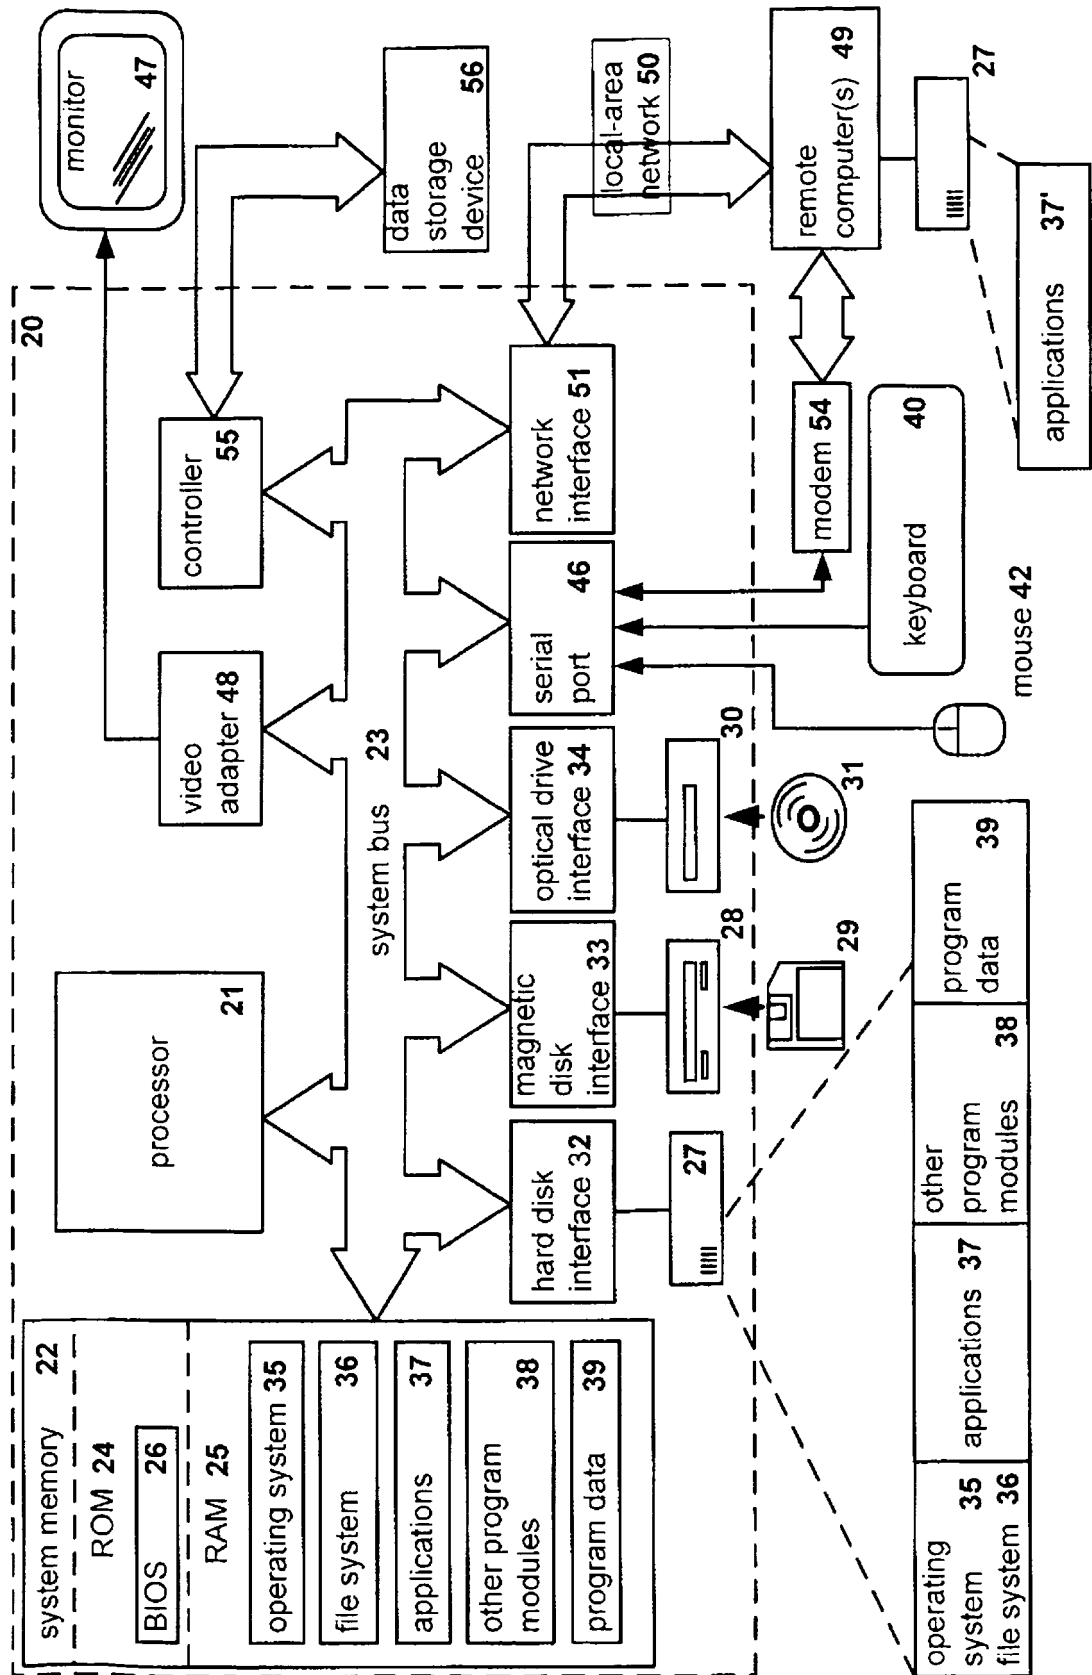 system memory 22
ROM 24
BIOS 26
RAM 25
operating system 35
file system 36
applications 37
other program
modules 38
program data 39
processor
21
system bus 23
video
adapter 48
controller
55
20
monitor
47
data
storage
device 56
local-area
network 50
hard disk
interface 32
magnetic
disk
interface 33
optical drive
interface 34
serial
port 46
network
interface 51
27
28
29
30
31
modem 54
keyboard 40
mouse 42
remote
computer(s) 49
27
applications 37'
operating
system 35
file system 36
applications 37
other
program
modules 38
program
data 39